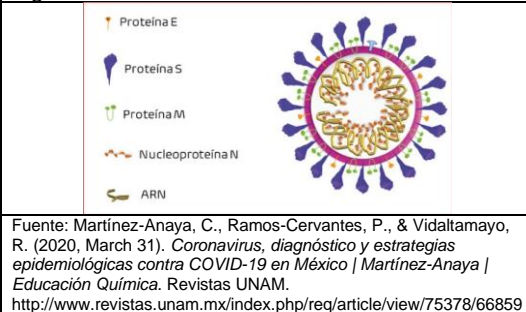 Proteína E
Proteína S
Proteína M
Nucleoproteína N
ARN
Fuente: Martínez-Anaya, C., Ramos-Cervantes, P., & Vidaltamayo,
R. (2020, March 31). Coronavirus, diagnóstico y estrategias
epidemiológicas contra COVID-19 en México | Martínez-Anaya |
Educación Química. Revistas UNAM.
http://www.revistas.unam.mx/index.php/req/article/view/75378/66859